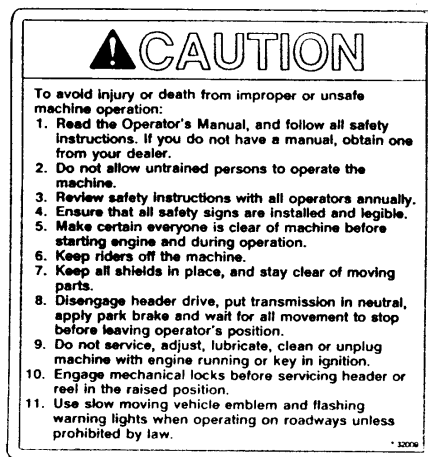 CAUTION
To avoid injury or death from improper or unsafe
machine operation:
1. Read the Operator's Manual, and follow all safety
instructions. If you do not have a manual, obtain one
from your dealer.
2. Do not allow untrained persons to operate the
machine.
3. Review safety instructions with all operators annually.
4. Ensure that all safety signs are installed and legible.
5. Make certain everyone is clear of machine before
starting engine and during operation.
6. Keep riders off the machine.
7. Keep all shields in place, and stay clear of moving
parts.
8. Disengage header drive, put transmission in neutral,
apply park brake and wait for all movement to stop
before leaving operator's position.
9. Do not service, adjust, lubricate, clean or unplug
machine with engine running or key in ignition.
10. Engage mechanical locks before servicing header or
reel in the raised position.
11. Use slow moving vehicle emblem and flashing
warning lights when operating on roadways unless
prohibited by law.